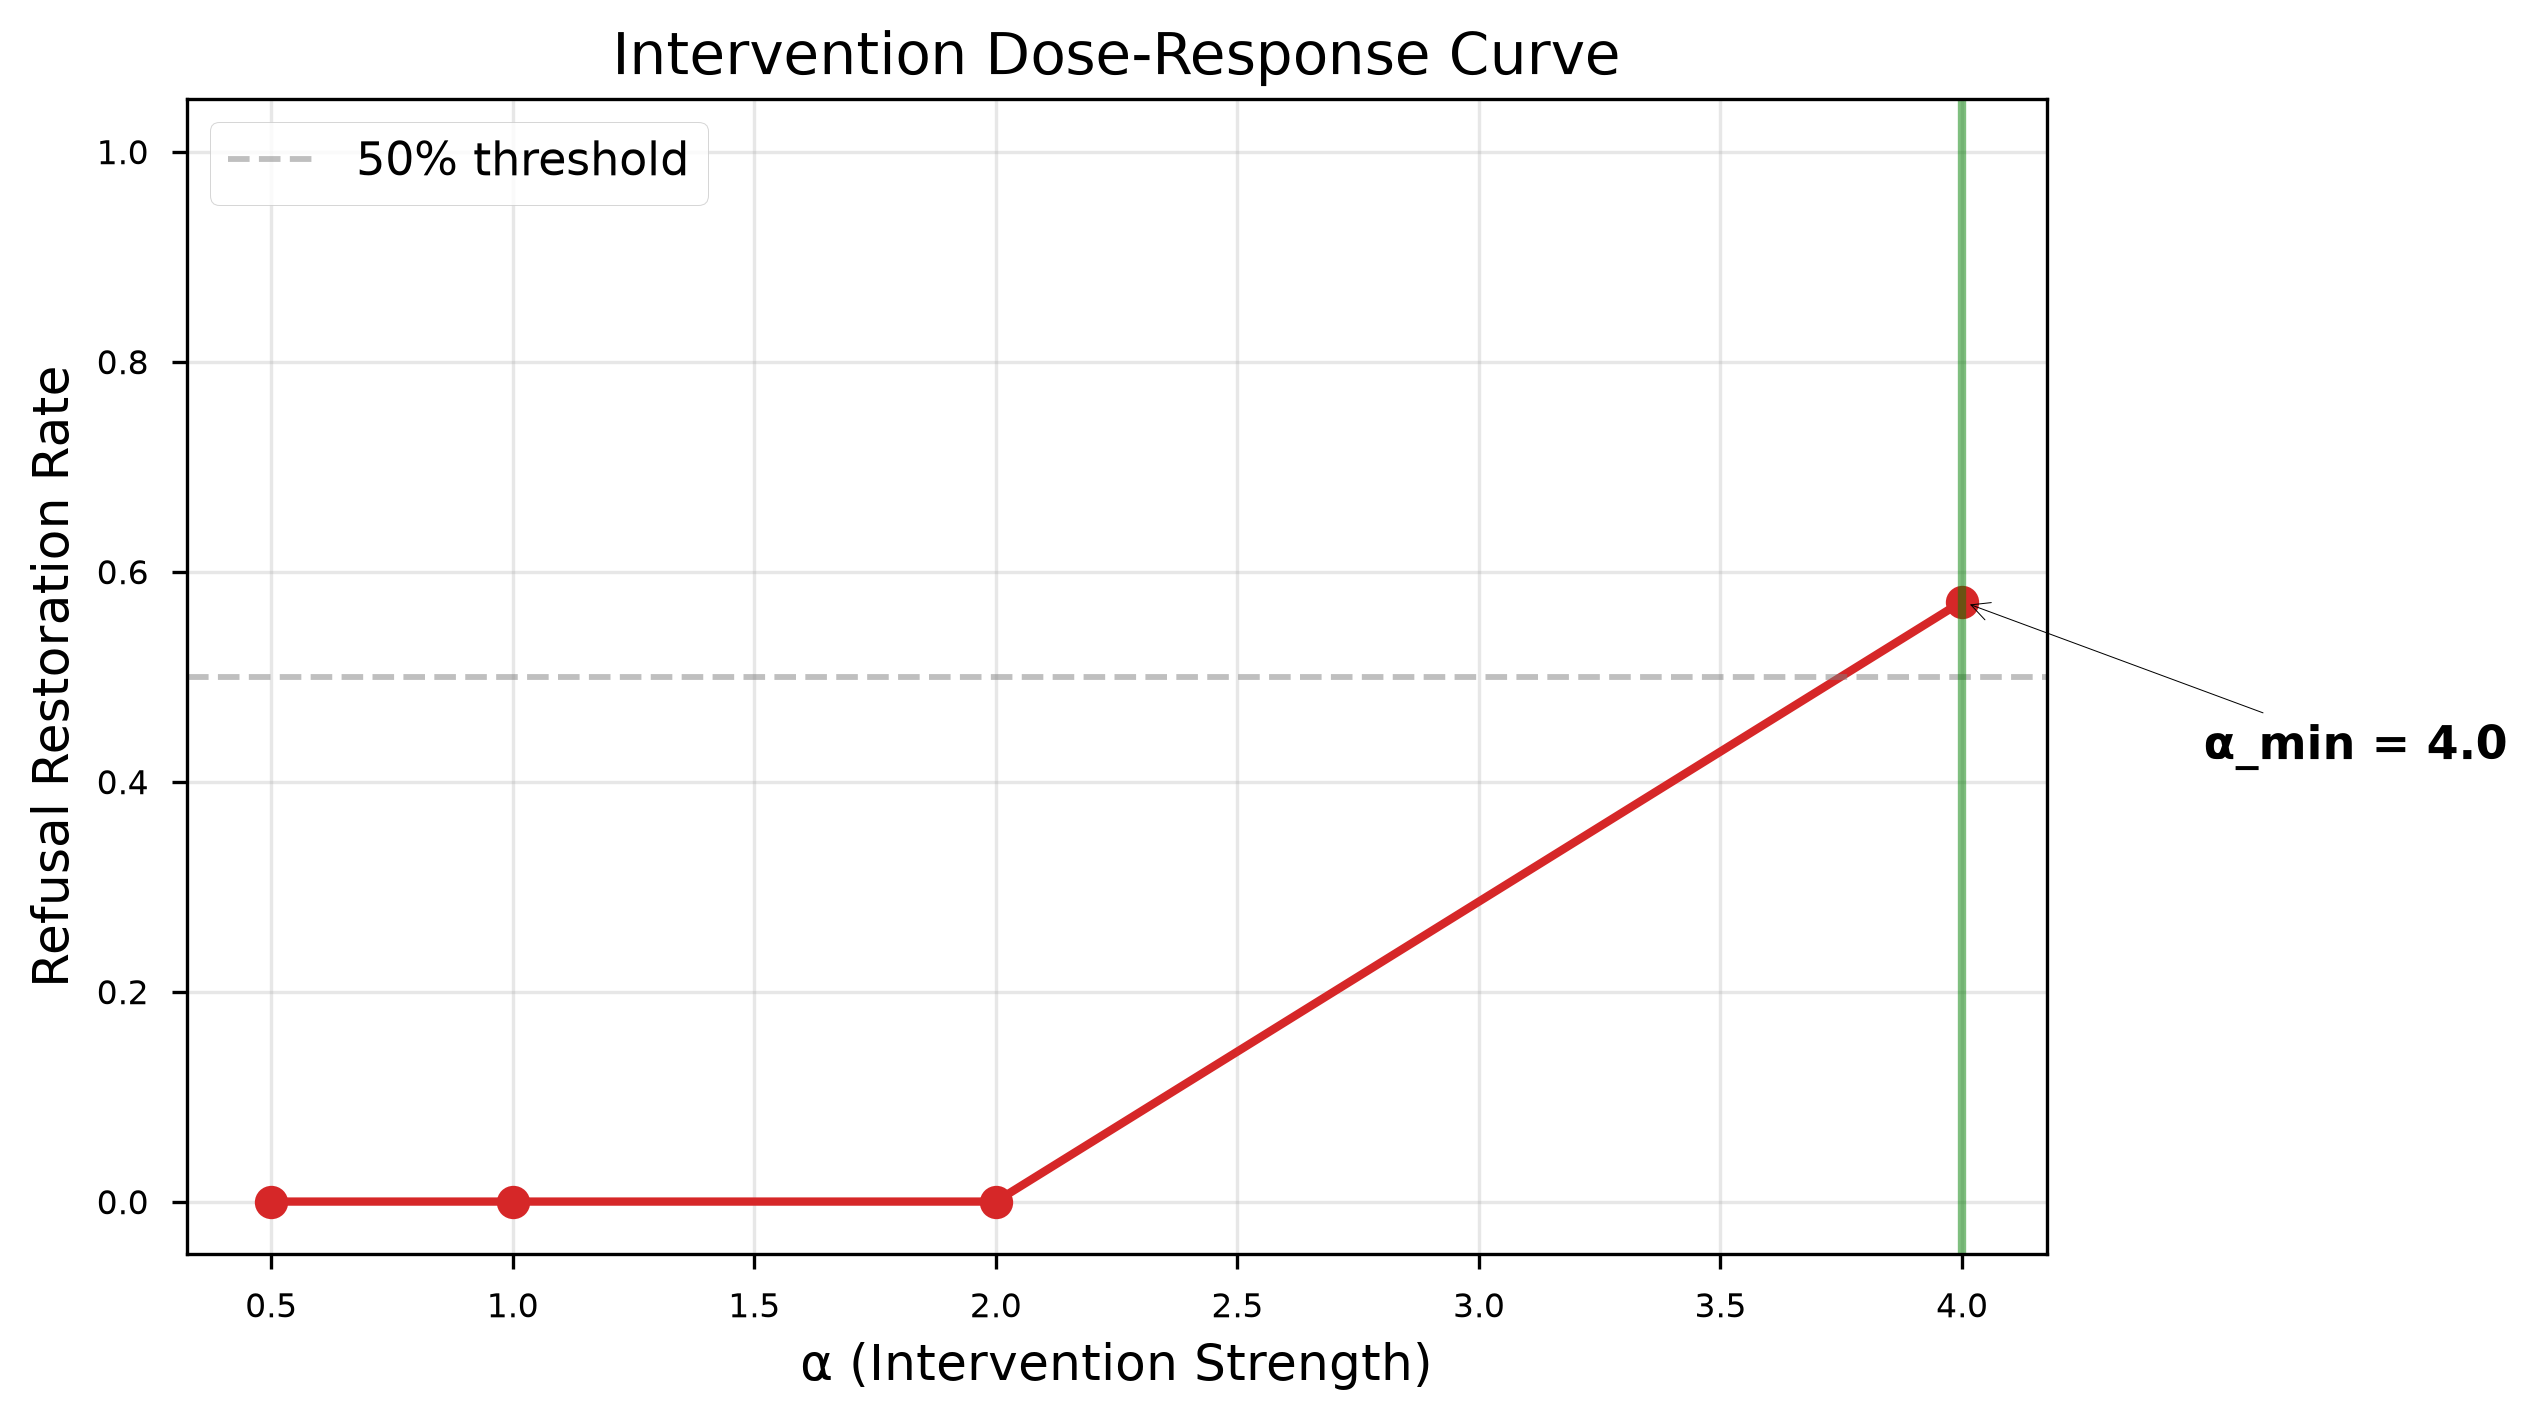 Intervention Dose-Response Curve
50% threshold
1.0
0.8
0.6
0.4
0.2
0.0
Refusal Restoration Rate
α_min = 4.0
0.5 1.0 1.5 2.0 2.5 3.0 3.5 4.0
α (Intervention Strength)